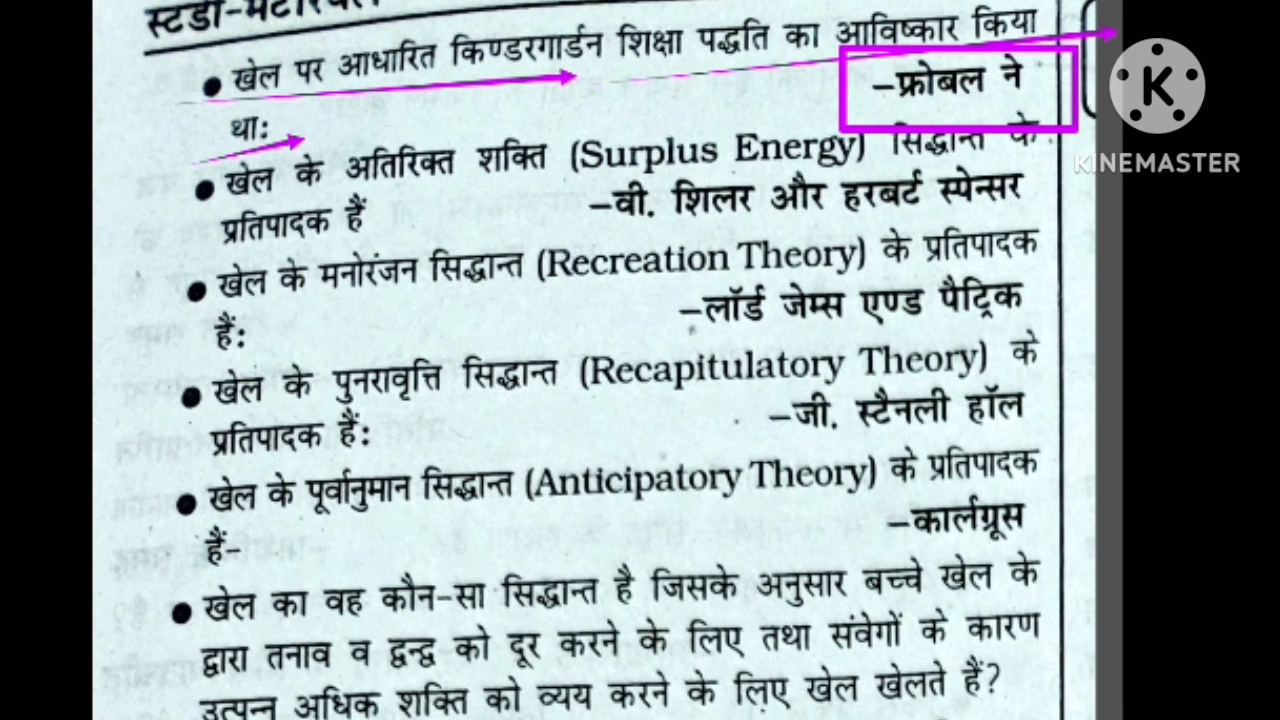 स्टडी-मैटेरियल
● खेल पर आधारित किण्डरगार्डन शिक्षा पद्धति का आविष्कार किया
–फ्रोबल ने
था:
● खेल के अतिरिक्त शक्ति (Surplus Energy) सिद्धान्त के
प्रतिपादक हैं –वी. शिलर और हरबर्ट स्पेन्सर
● खेल के मनोरंजन सिद्धान्त (Recreation Theory) के प्रतिपादक
हैं: –लॉर्ड जेम्स एण्ड पैट्रिक
● खेल के पुनरावृत्ति सिद्धान्त (Recapitulatory Theory) के
प्रतिपादक हैं: –जी. स्टैनली हॉल
● खेल के पूर्वानुमान सिद्धान्त (Anticipatory Theory) के प्रतिपादक
हैं– –कार्लग्रूस
● खेल का वह कौन-सा सिद्धान्त है जिसके अनुसार बच्चे खेल के
द्वारा तनाव व द्वन्द्व को दूर करने के लिए तथा संवेगों के कारण
उत्पन्न अधिक शक्ति को व्यय करने के लिए खेल खेलते हैं?
K
KINEMASTER